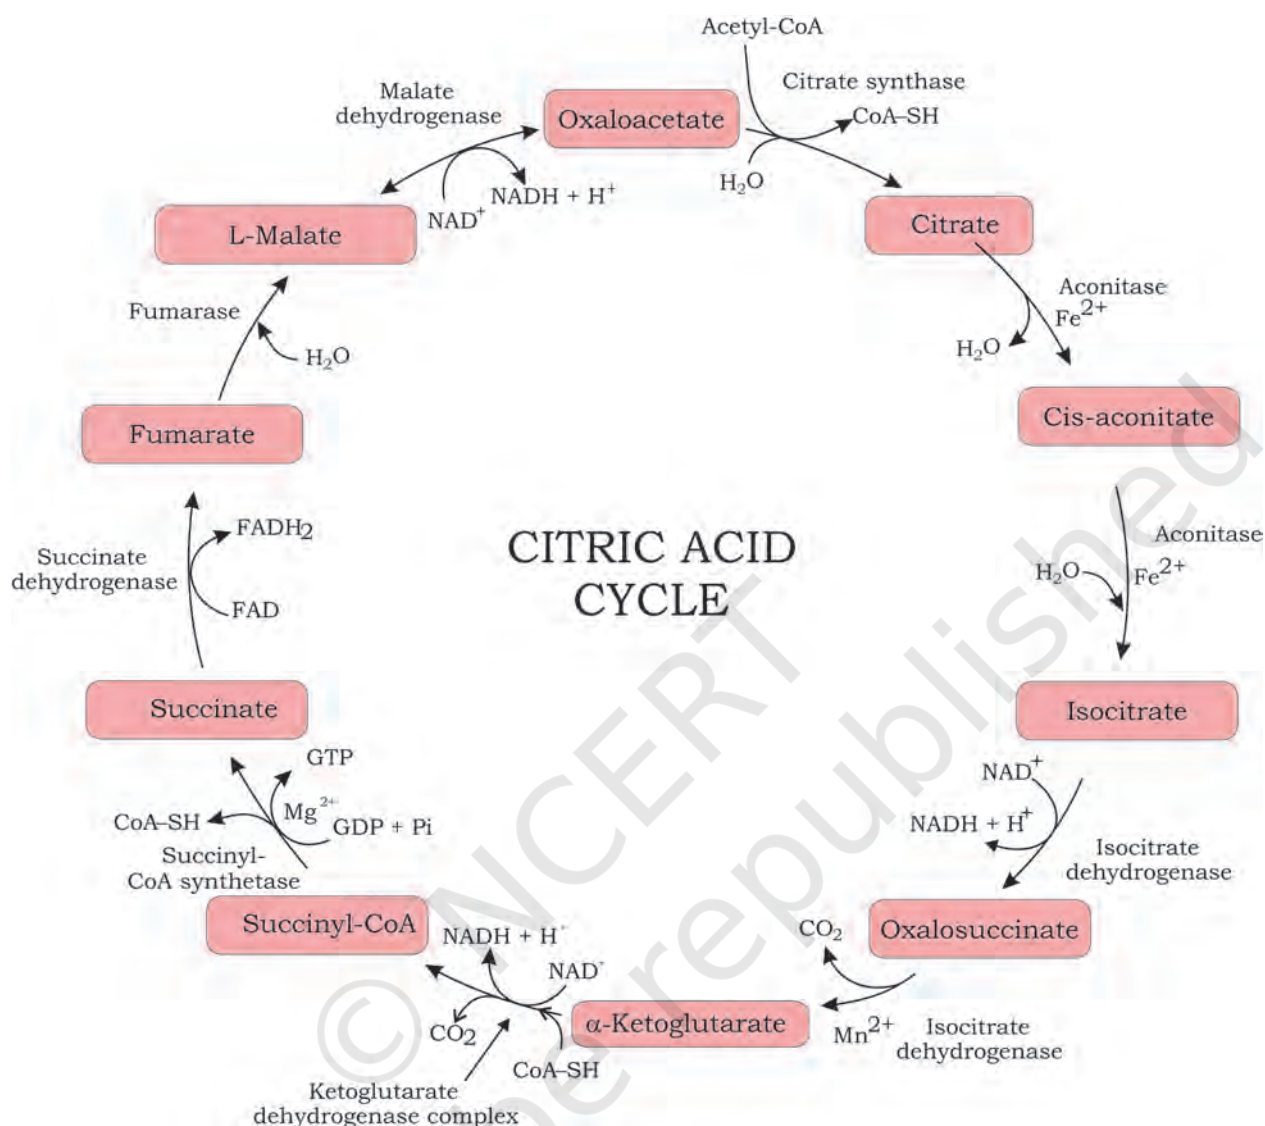 Acetyl-CoA
Citrate synthase
CoA–SH
H₂O
Malate
dehydrogenase
Oxaloacetate
NAD⁺
NADH + H⁺
L-Malate
Citrate
Aconitase
Fe²⁺
H₂O
Fumarase
H₂O
Fumarate
Cis-aconitate
Aconitase
Fe²⁺
H₂O
CITRIC ACID
CYCLE
Succinate
dehydrogenase
FADH₂
FAD
Succinate
Isocitrate
NAD⁺
NADH + H⁺
Isocitrate
dehydrogenase
GTP
Mg²⁺
CoA–SH
GDP + Pi
Succinyl-
CoA synthetase
Succinyl-CoA
Oxalosuccinate
CO₂
Mn²⁺
Isocitrate
dehydrogenase
NADH + H⁺
NAD⁺
α-Ketoglutarate
CO₂
CoA–SH
Ketoglutarate
dehydrogenase complex
© NCERT
be republished